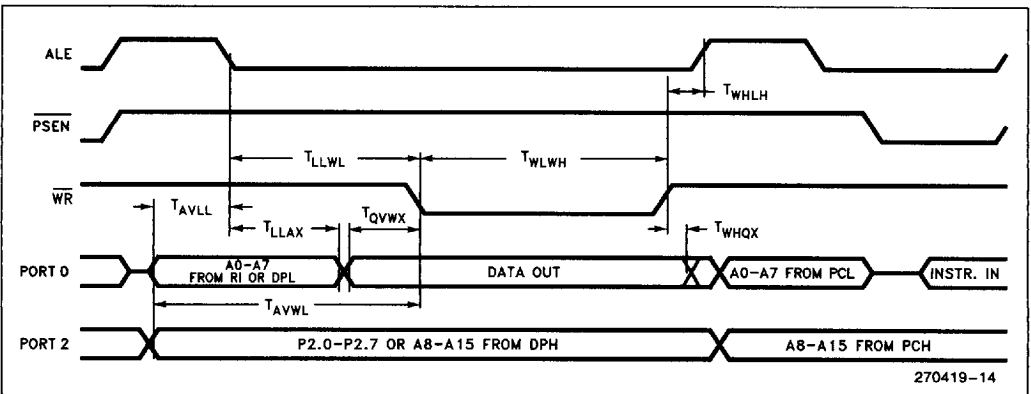 ALE
TWHLH
PSEN
TLLWL
TWLWH
WR
TAVLL
TLLAX
TQVWX
TWHQX
PORT 0
A0–A7
FROM RI OR DPL
DATA OUT
A0–A7 FROM PCL
INSTR. IN
TAVWL
PORT 2
P2.0–P2.7 OR A8–A15 FROM DPH
A8–A15 FROM PCH
270419–14